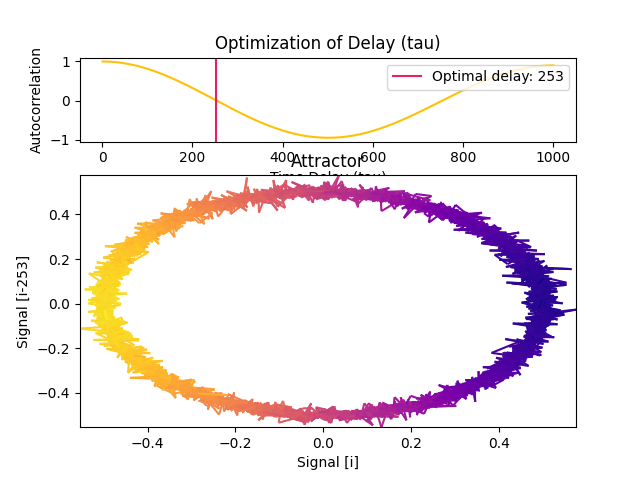 Optimization of Delay (tau)
Autocorrelation
1
0
−1
Optimal delay: 253
0 200 400 600 800 1000
Time Delay (tau)
Attractor
Signal [i-253]
0.4
0.2
0.0
−0.2
−0.4
−0.4 −0.2 0.0 0.2 0.4
Signal [i]